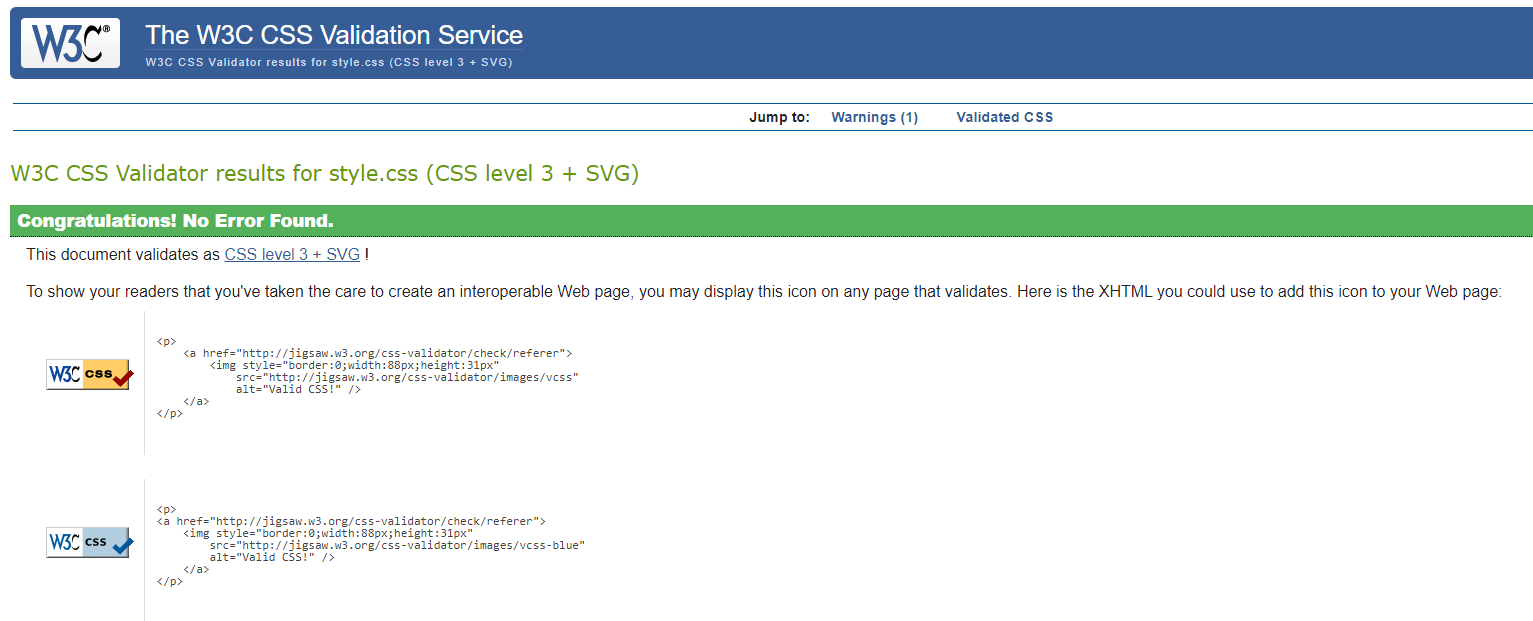 W3C®
The W3C CSS Validation Service
W3C CSS Validator results for style.css (CSS level 3 + SVG)
Jump to: Warnings (1) Validated CSS
W3C CSS Validator results for style.css (CSS level 3 + SVG)
Congratulations! No Error Found.
This document validates as CSS level 3 + SVG !
To show your readers that you've taken the care to create an interoperable Web page, you may display this icon on any page that validates. Here is the XHTML you could use to add this icon to your Web page:
W3C css
<p>
    <a href="http://jigsaw.w3.org/css-validator/check/referer">
        <img style="border:0;width:88px;height:31px"
            src="http://jigsaw.w3.org/css-validator/images/vcss"
            alt="Valid CSS!" />
    </a>
</p>
W3C css
<p>
<a href="http://jigsaw.w3.org/css-validator/check/referer">
    <img style="border:0;width:88px;height:31px"
        src="http://jigsaw.w3.org/css-validator/images/vcss-blue"
        alt="Valid CSS!" />
    </a>
</p>